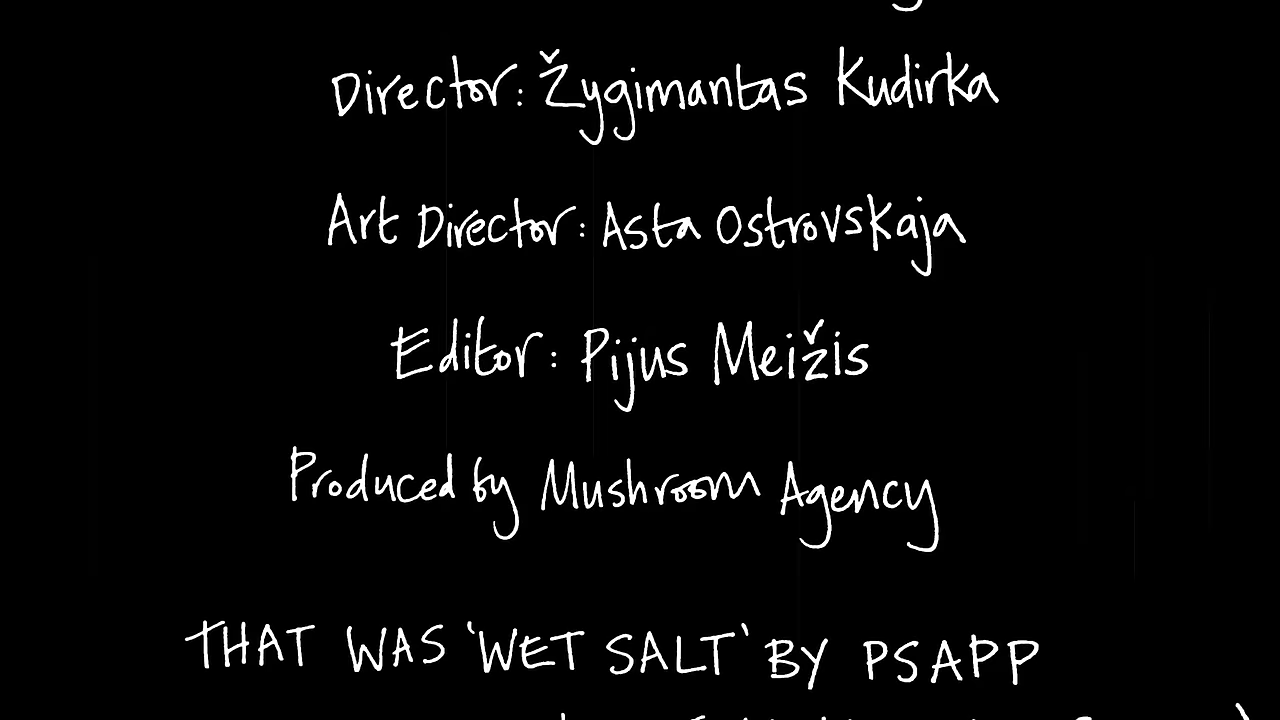 Director: Žygimantas Kudirka
Art Director: Asta Ostrovskaja
Editor: Pijus Meižis
Produced by Mushroom Agency
THAT WAS 'WET SALT' BY PSAPP